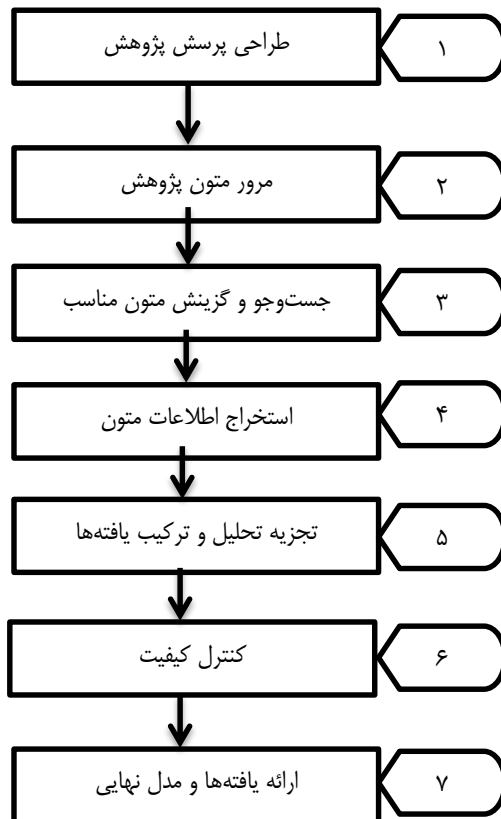 طراحی پرسش پژوهش
۱
مرور متون پژوهش
۲
جست‌وجو و گزینش متون مناسب
۳
استخراج اطلاعات متون
۴
تجزیه تحلیل و ترکیب یافته‌ها
۵
کنترل کیفیت
۶
ارائه یافته‌ها و مدل نهایی
۷